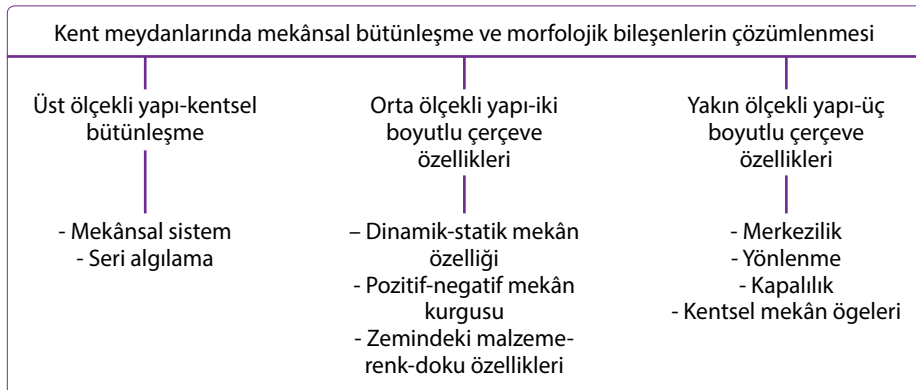 Kent meydanlarında mekânsal bütünleşme ve morfolojik bileşenlerin çözümlenmesi
Üst ölçekli yapı-kentsel
bütünleşme
- Mekânsal sistem
- Seri algılama
Orta ölçekli yapı-iki
boyutlu çerçeve
özellikleri
– Dinamik-statik mekân
özelliği
- Pozitif-negatif mekân
kurgusu
- Zemindeki malzeme-
renk-doku özellikleri
Yakın ölçekli yapı-üç
boyutlu çerçeve
özellikleri
- Merkezilik
- Yönlenme
- Kapalılık
- Kentsel mekân ögeleri